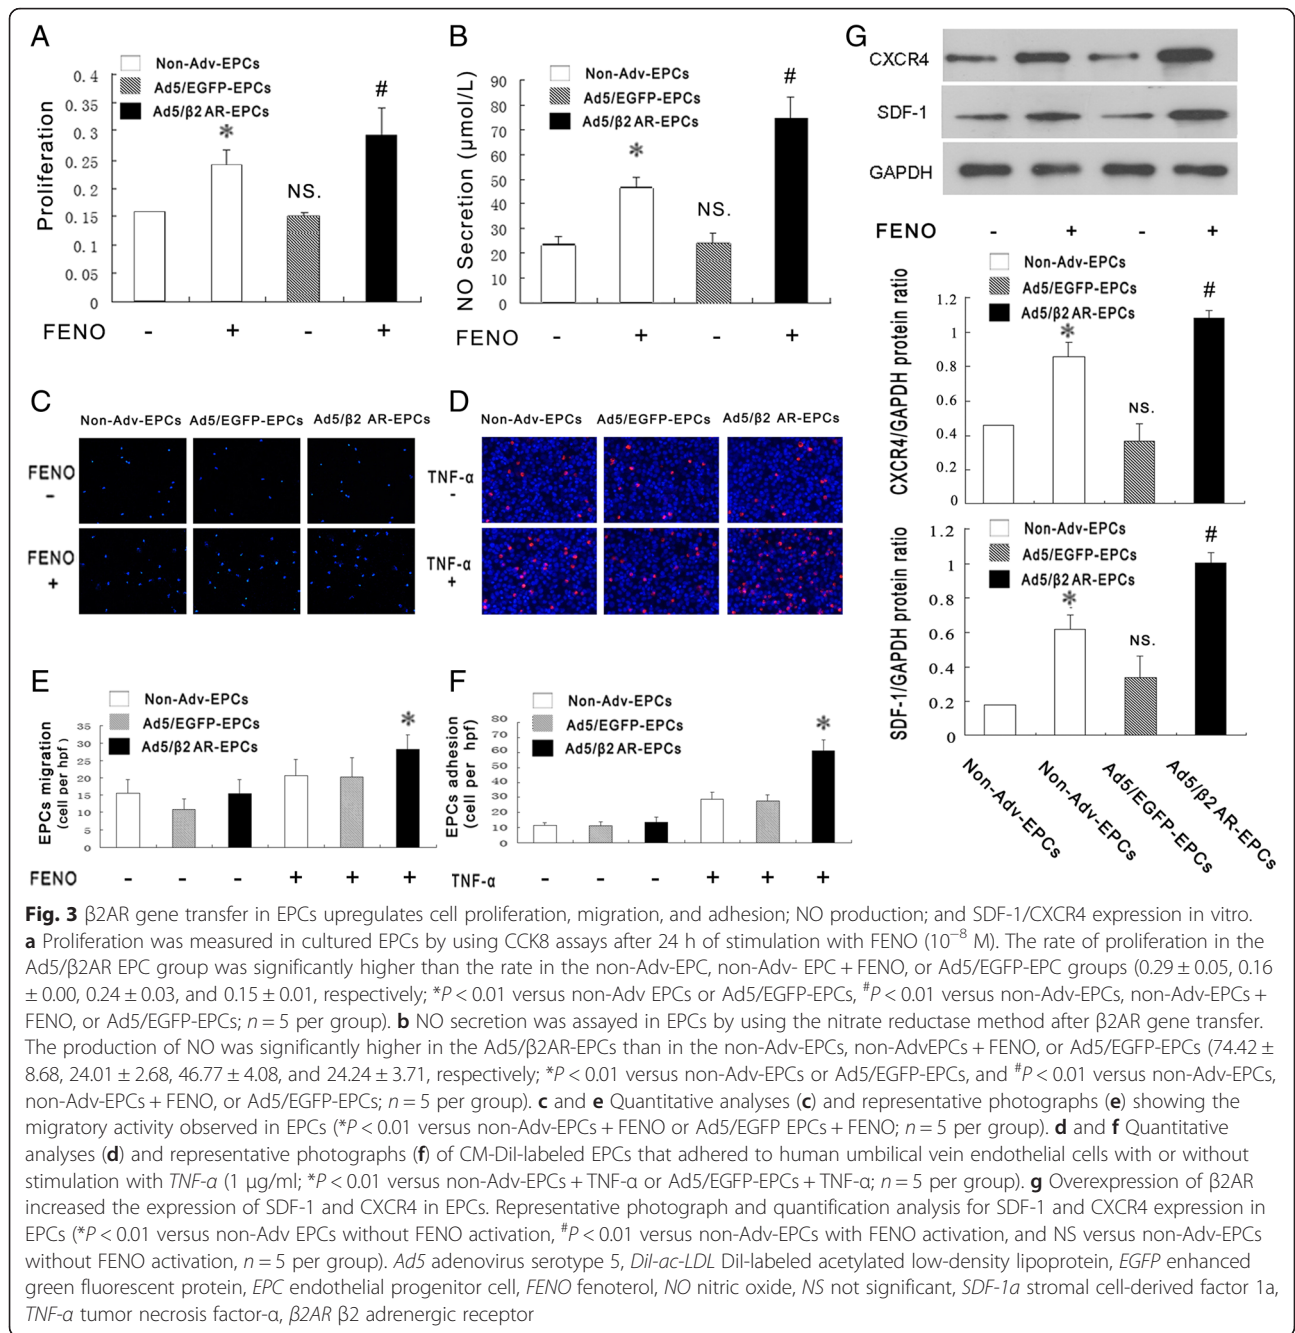 A
Non-Adv-EPCs
Ad5/EGFP-EPCs
Ad5/β2 AR-EPCs
Proliferation
0.4
0.35
0.3
0.25
0.2
0.15
0.1
0.05
0
*
NS.
#
FENO - + - +
B
Non-Adv-EPCs
Ad5/EGFP-EPCs
Ad5/β2 AR-EPCs
NO Secretion (μmol/L)
90
80
70
60
50
40
30
20
10
0
*
NS.
#
FENO - + - +
C
Non-Adv-EPCs Ad5/EGFP-EPCs Ad5/β2 AR-EPCs
FENO
-
FENO
+
D
Non-Adv-EPCs Ad5/EGFP-EPCs Ad5/β2 AR-EPCs
TNF-α
-
TNF-α
+
E
Non-Adv-EPCs
Ad5/EGFP-EPCs
Ad5/β2 AR-EPCs
EPCs migration
(cell per hpf)
35
30
25
20
15
10
5
0
*
FENO - - - + + +
F
Non-Adv-EPCs
Ad5/EGFP-EPCs
Ad5/β2 AR-EPCs
EPCs adhesion
(cell per hpf)
80
70
60
50
40
30
20
10
0
*
TNF-α - - - + + +
G
CXCR4
SDF-1
GAPDH
FENO - + - +
Non-Adv-EPCs
Ad5/EGFP-EPCs
Ad5/β2 AR-EPCs
CXCR4/GAPDH protein ratio
1.2
1
0.8
0.6
0.4
0.2
0
*
NS.
#
Non-Adv-EPCs
Ad5/EGFP-EPCs
Ad5/β2 AR-EPCs
SDF-1/GAPDH protein ratio
1.2
1
0.8
0.6
0.4
0.2
0
*
NS.
#
Non-Adv-EPCs
Non-Adv-EPCs
Ad5/EGFP-EPCs
Ad5/β2 AR-EPCs
Fig. 3 β2AR gene transfer in EPCs upregulates cell proliferation, migration, and adhesion; NO production; and SDF-1/CXCR4 expression in vitro.
a Proliferation was measured in cultured EPCs by using CCK8 assays after 24 h of stimulation with FENO (10⁻⁸ M). The rate of proliferation in the
Ad5/β2AR EPC group was significantly higher than the rate in the non-Adv-EPC, non-Adv- EPC + FENO, or Ad5/EGFP-EPC groups (0.29 ± 0.05, 0.16
± 0.00, 0.24 ± 0.03, and 0.15 ± 0.01, respectively; *P < 0.01 versus non-Adv EPCs or Ad5/EGFP-EPCs, #P < 0.01 versus non-Adv-EPCs, non-Adv-EPCs +
FENO, or Ad5/EGFP-EPCs; n = 5 per group). b NO secretion was assayed in EPCs by using the nitrate reductase method after β2AR gene transfer.
The production of NO was significantly higher in the Ad5/β2AR-EPCs than in the non-Adv-EPCs, non-AdvEPCs + FENO, or Ad5/EGFP-EPCs (74.42 ±
8.68, 24.01 ± 2.68, 46.77 ± 4.08, and 24.24 ± 3.71, respectively; *P < 0.01 versus non-Adv-EPCs or Ad5/EGFP-EPCs, and #P < 0.01 versus non-Adv-EPCs,
non-Adv-EPCs + FENO, or Ad5/EGFP-EPCs; n = 5 per group). c and e Quantitative analyses (c) and representative photographs (e) showing the
migratory activity observed in EPCs (*P < 0.01 versus non-Adv-EPCs + FENO or Ad5/EGFP EPCs + FENO; n = 5 per group). d and f Quantitative
analyses (d) and representative photographs (f) of CM-DiI-labeled EPCs that adhered to human umbilical vein endothelial cells with or without
stimulation with TNF-α (1 μg/ml; *P < 0.01 versus non-Adv-EPCs + TNF-α or Ad5/EGFP-EPCs + TNF-α; n = 5 per group). g Overexpression of β2AR
increased the expression of SDF-1 and CXCR4 in EPCs. Representative photograph and quantification analysis for SDF-1 and CXCR4 expression in
EPCs (*P < 0.01 versus non-Adv EPCs without FENO activation, #P < 0.01 versus non-Adv-EPCs with FENO activation, and NS versus non-Adv-EPCs
without FENO activation, n = 5 per group). Ad5 adenovirus serotype 5, DiI-ac-LDL DiI-labeled acetylated low-density lipoprotein, EGFP enhanced
green fluorescent protein, EPC endothelial progenitor cell, FENO fenoterol, NO nitric oxide, NS not significant, SDF-1a stromal cell-derived factor 1a,
TNF-α tumor necrosis factor-α, β2AR β2 adrenergic receptor